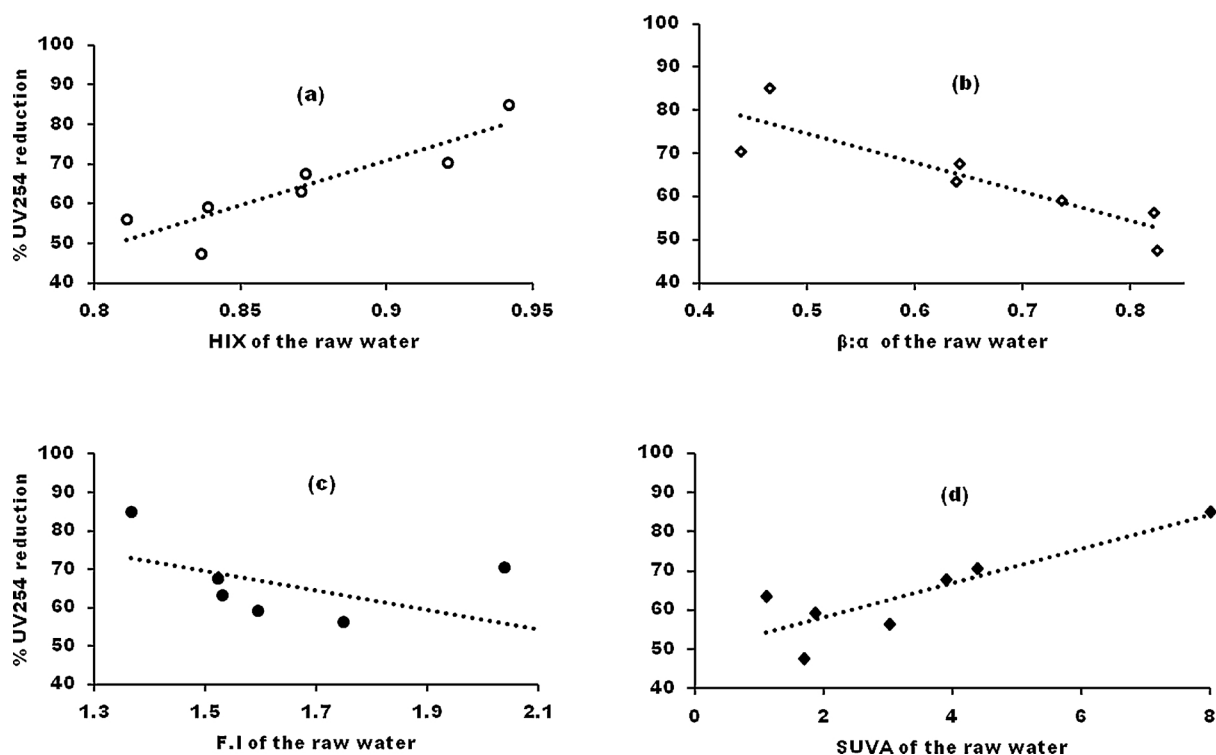 100
90
80
70
60
50
40
% UV254 reduction
(a)
0.8 0.85 0.9 0.95
HIX of the raw water
100
90
80
70
60
50
40
(b)
0.4 0.5 0.6 0.7 0.8
β:α of the raw water
100
90
80
70
60
50
40
% UV254 reduction
(c)
1.3 1.5 1.7 1.9 2.1
F.I of the raw water
100
90
80
70
60
50
40
(d)
0 2 4 6 8
SUVA of the raw water